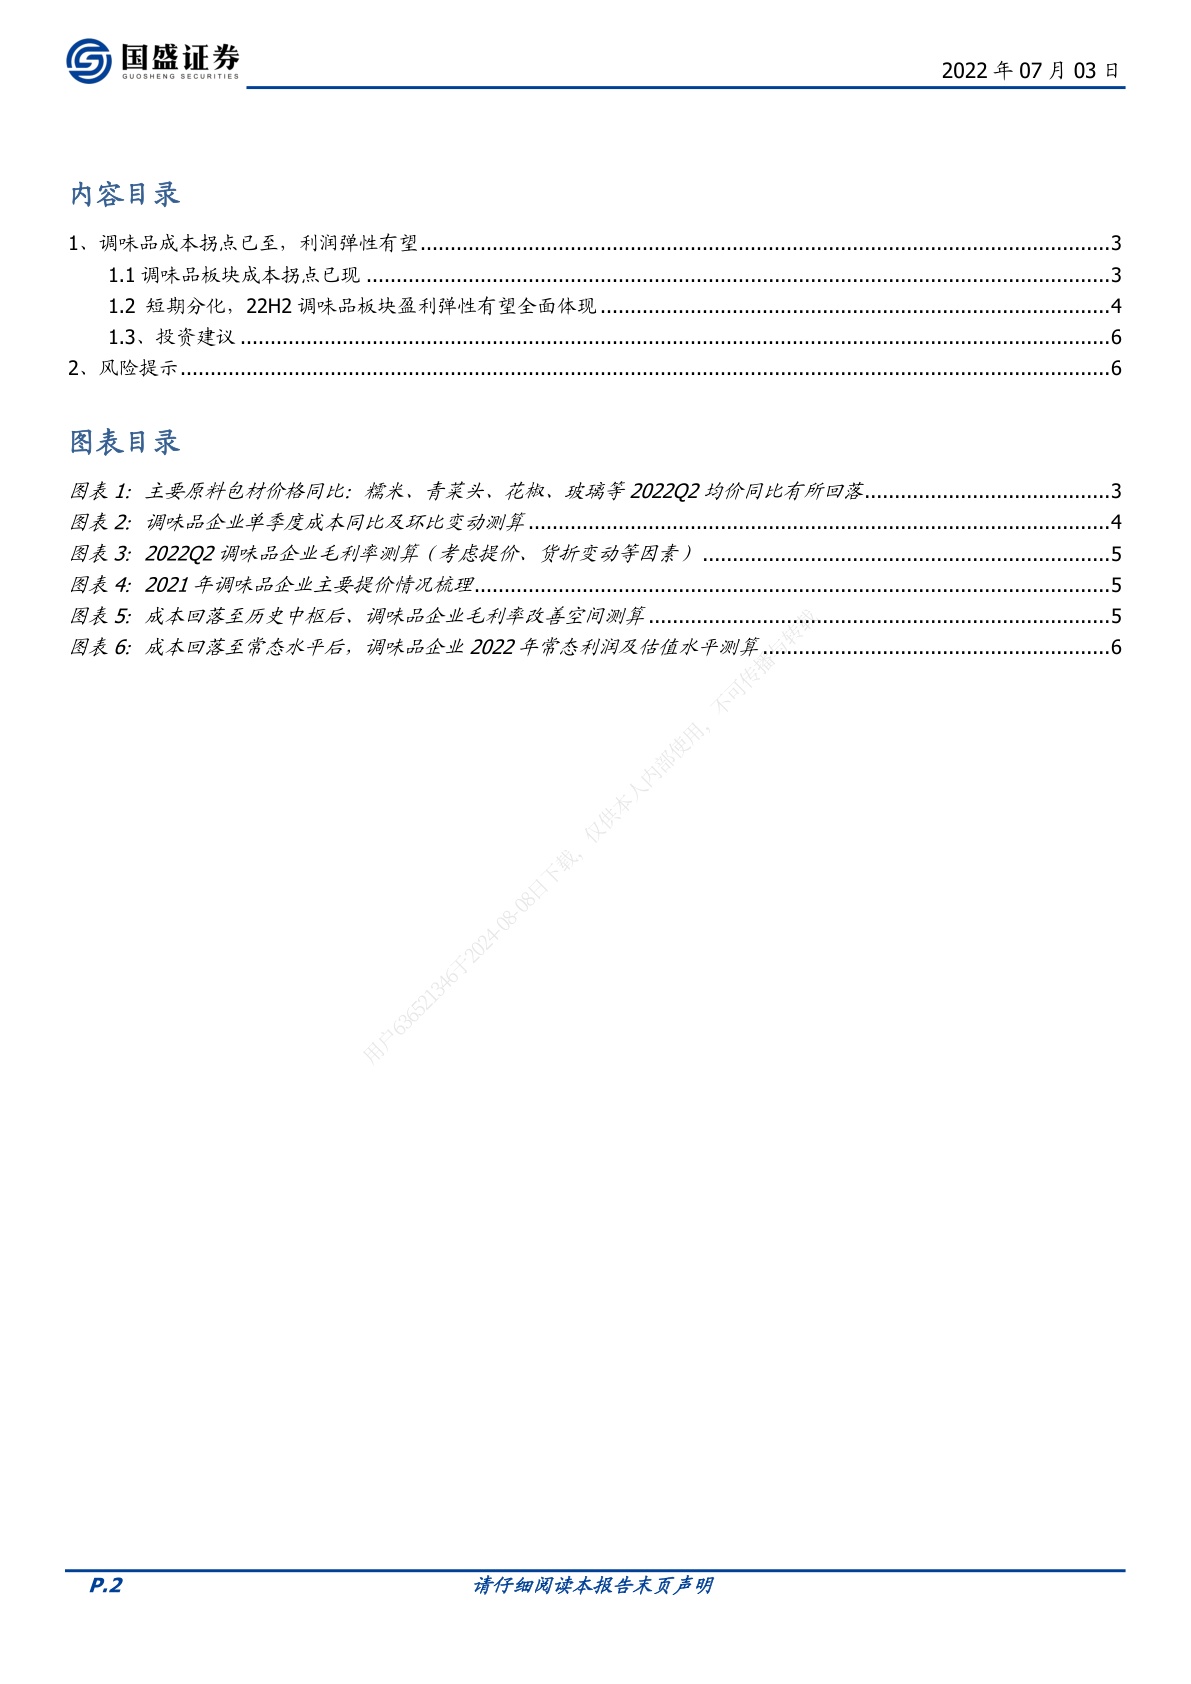 国盛证券
GUOSHENG SECURITIES
2022 年 07 月 03 日
内容目录
1、调味品成本拐点已至，利润弹性有望 3
1.1 调味品板块成本拐点已现 3
1.2 短期分化，22H2 调味品板块盈利弹性有望全面体现 4
1.3、投资建议 6
2、风险提示 6
图表目录
图表 1：主要原料包材价格同比：糯米、青菜头、花椒、玻璃等 2022Q2 均价同比有所回落 3
图表 2：调味品企业单季度成本同比及环比变动测算 4
图表 3：2022Q2 调味品企业毛利率测算（考虑提价、货折变动等因素） 5
图表 4：2021 年调味品企业主要提价情况梳理 5
图表 5：成本回落至历史中枢后、调味品企业毛利率改善空间测算 5
图表 6：成本回落至常态水平后，调味品企业 2022 年常态利润及估值水平测算 6
用户636521346于2024-08-08日下载，仅供本人内部使用，不可传播与转载
P.2
请仔细阅读本报告末页声明